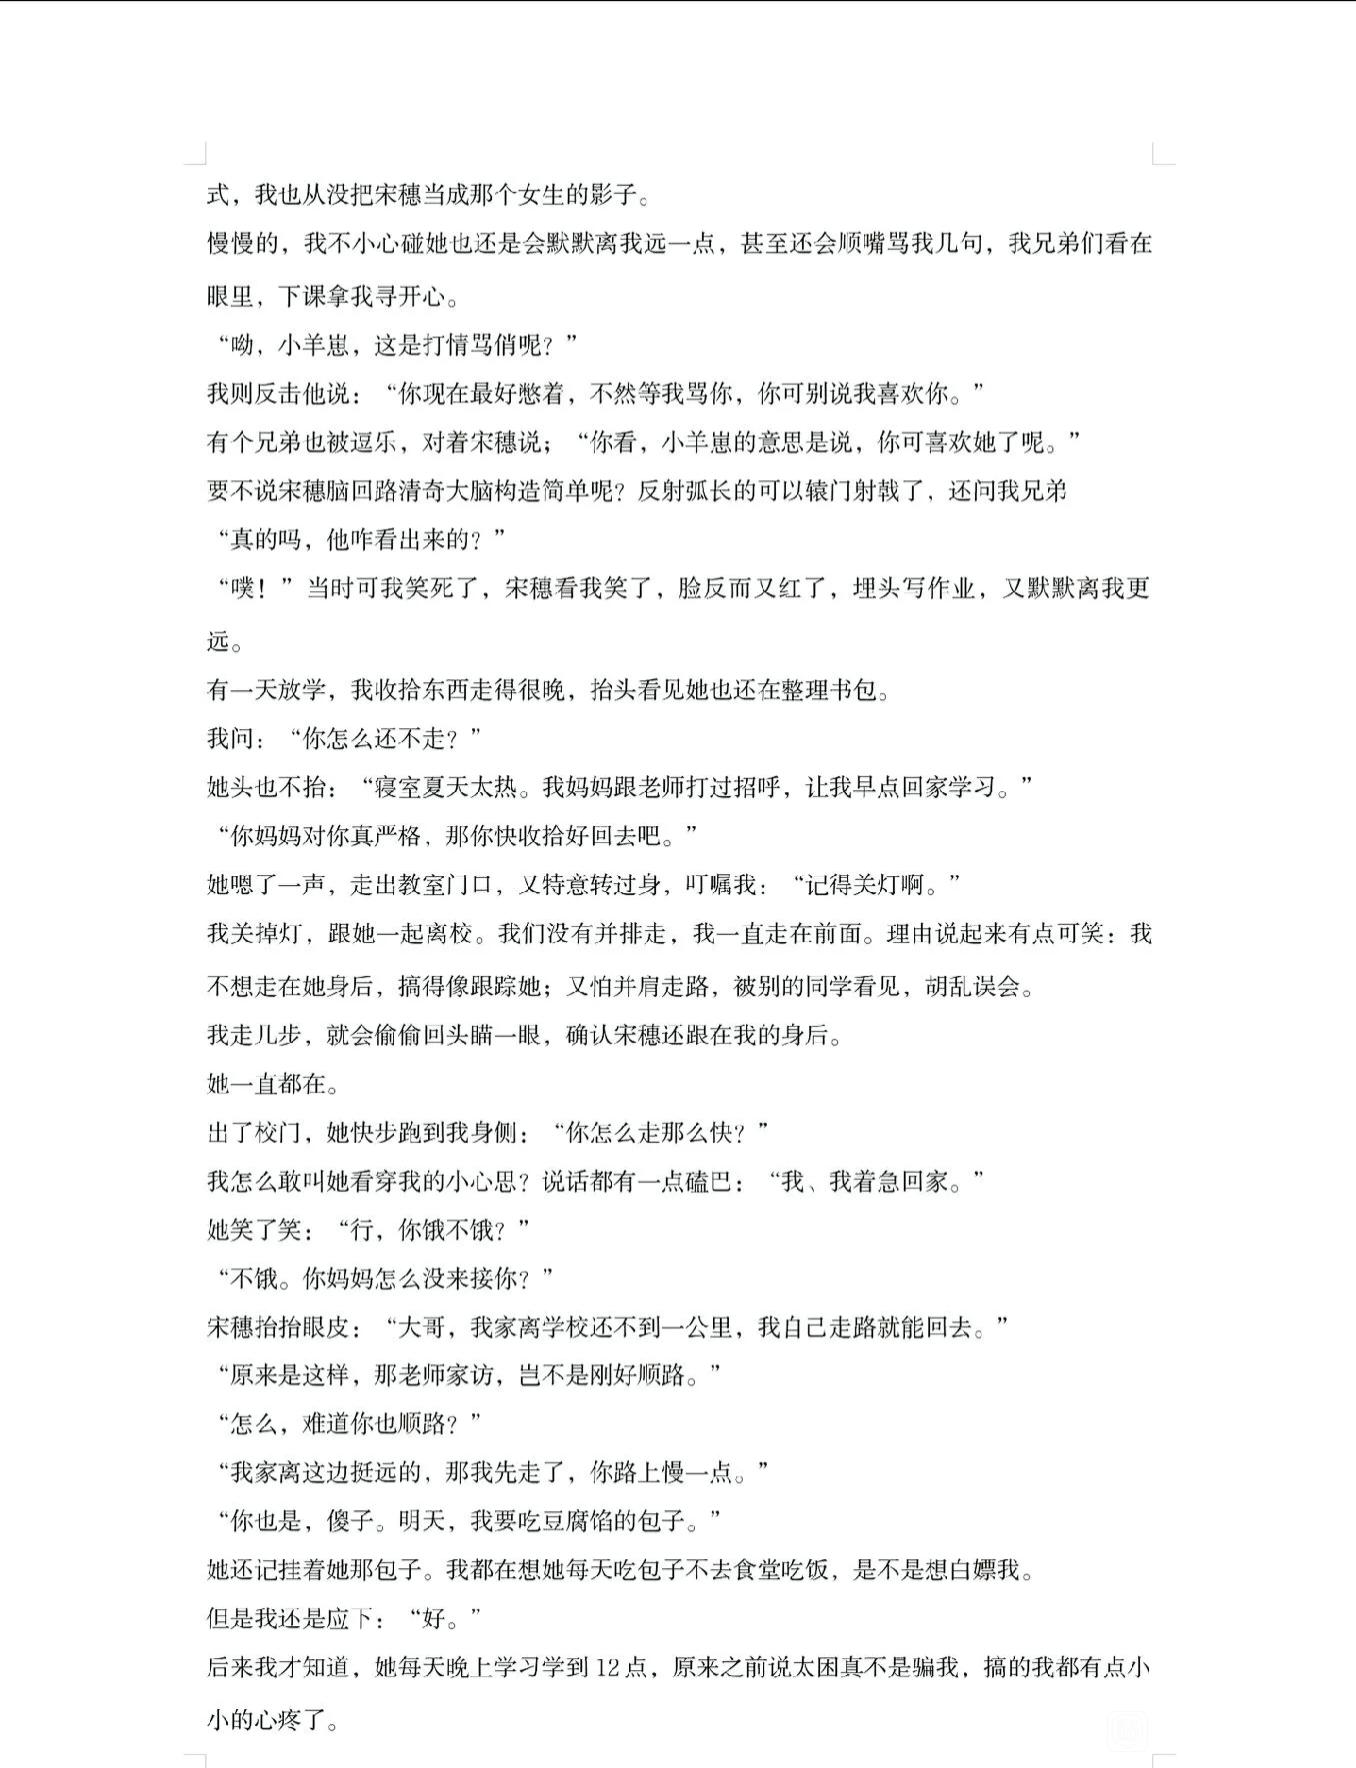 式，我也从没把宋穗当成那个女生的影子。
慢慢的，我不小心碰她也还是会默默离我远一点，甚至还会顺嘴骂我几句，我兄弟们看在
眼里，下课拿我寻开心。
“呦，小羊崽，这是打情骂俏呢？”
我则反击他说：“你现在最好憋着，不然等我骂你，你可别说我喜欢你。”
有个兄弟也被逗乐，对着宋穗说；“你看，小羊崽的意思是说，你可喜欢她了呢。”
要不说宋穗脑回路清奇大脑构造简单呢？反射弧长的可以辕门射戟了，还问我兄弟
“真的吗，他咋看出来的？”
“噗！”当时可我笑死了，宋穗看我笑了，脸反而又红了，埋头写作业，又默默离我更
远。
有一天放学，我收拾东西走得很晚，抬头看见她也还在整理书包。
我问：“你怎么还不走？”
她头也不抬：“寝室夏天太热。我妈妈跟老师打过招呼，让我早点回家学习。”
“你妈妈对你真严格，那你快收拾好回去吧。”
她嗯了一声，走出教室门口，又特意转过身，叮嘱我：“记得关灯啊。”
我关掉灯，跟她一起离校。我们没有并排走，我一直走在前面。理由说起来有点可笑：我
不想走在她身后，搞得像跟踪她；又怕并肩走路，被别的同学看见，胡乱误会。
我走几步，就会偷偷回头瞄一眼，确认宋穗还跟在我的身后。
她一直都在。
出了校门，她快步跑到我身侧：“你怎么走那么快？”
我怎么敢叫她看穿我的小心思？说话都有一点磕巴：“我、我着急回家。”
她笑了笑：“行，你饿不饿？”
“不饿。你妈妈怎么没来接你？”
宋穗抬抬眼皮：“大哥，我家离学校还不到一公里，我自己走路就能回去。”
“原来是这样，那老师家访，岂不是刚好顺路。”
“怎么，难道你也顺路？”
“我家离这边挺远的，那我先走了，你路上慢一点。”
“你也是，傻子。明天，我要吃豆腐馅的包子。”
她还记挂着她那包子。我都在想她每天吃包子不去食堂吃饭，是不是想白嫖我。
但是我还是应下：“好。”
后来我才知道，她每天晚上学习学到 12 点，原来之前说太困真不是骗我，搞的我都有点小
小的心疼了。